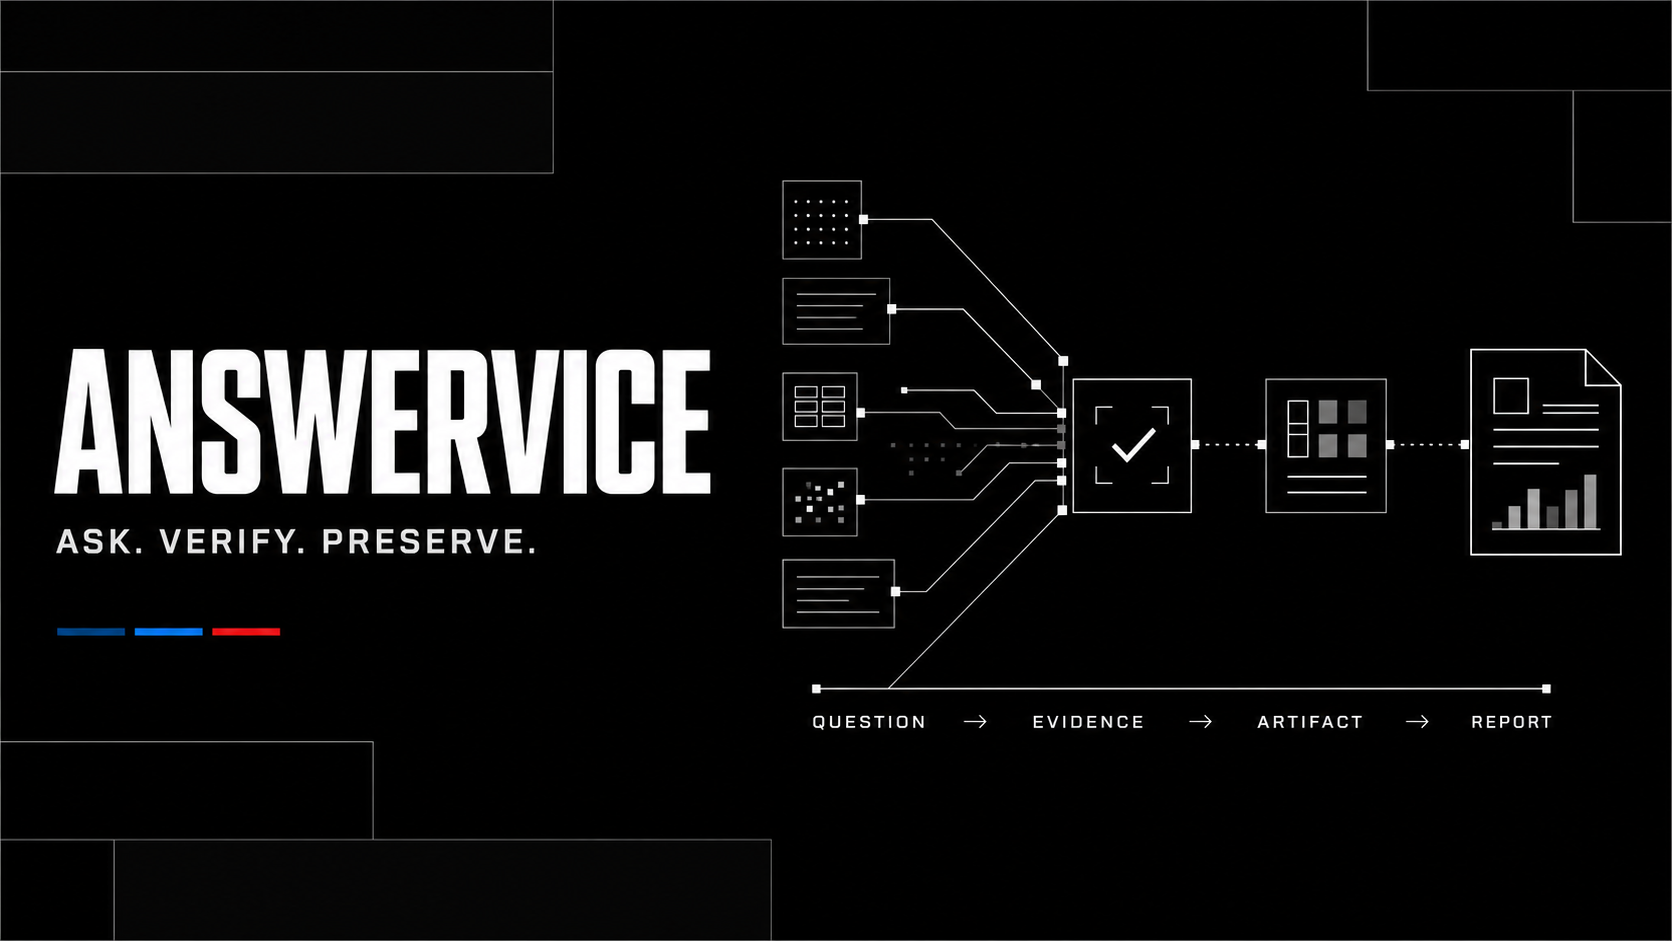 ANSWERVICE
ASK. VERIFY. PRESERVE.
QUESTION → EVIDENCE → ARTIFACT → REPORT